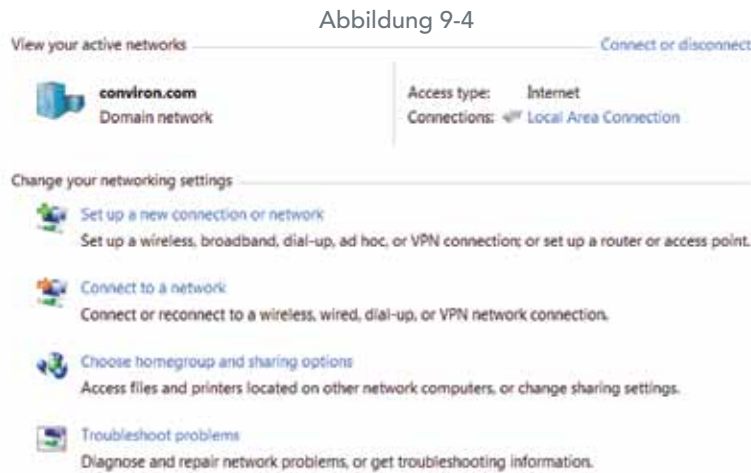 Abbildung 9-4
View your active networks
Connect or disconnect
conviron.com
Domain network
Access type: Internet
Connections: Local Area Connection
Change your networking settings
Set up a new connection or network
Set up a wireless, broadband, dial-up, ad hoc, or VPN connection; or set up a router or access point.
Connect to a network
Connect or reconnect to a wireless, wired, dial-up, or VPN network connection.
Choose homegroup and sharing options
Access files and printers located on other network computers, or change sharing settings.
Troubleshoot problems
Diagnose and repair network problems, or get troubleshooting information.